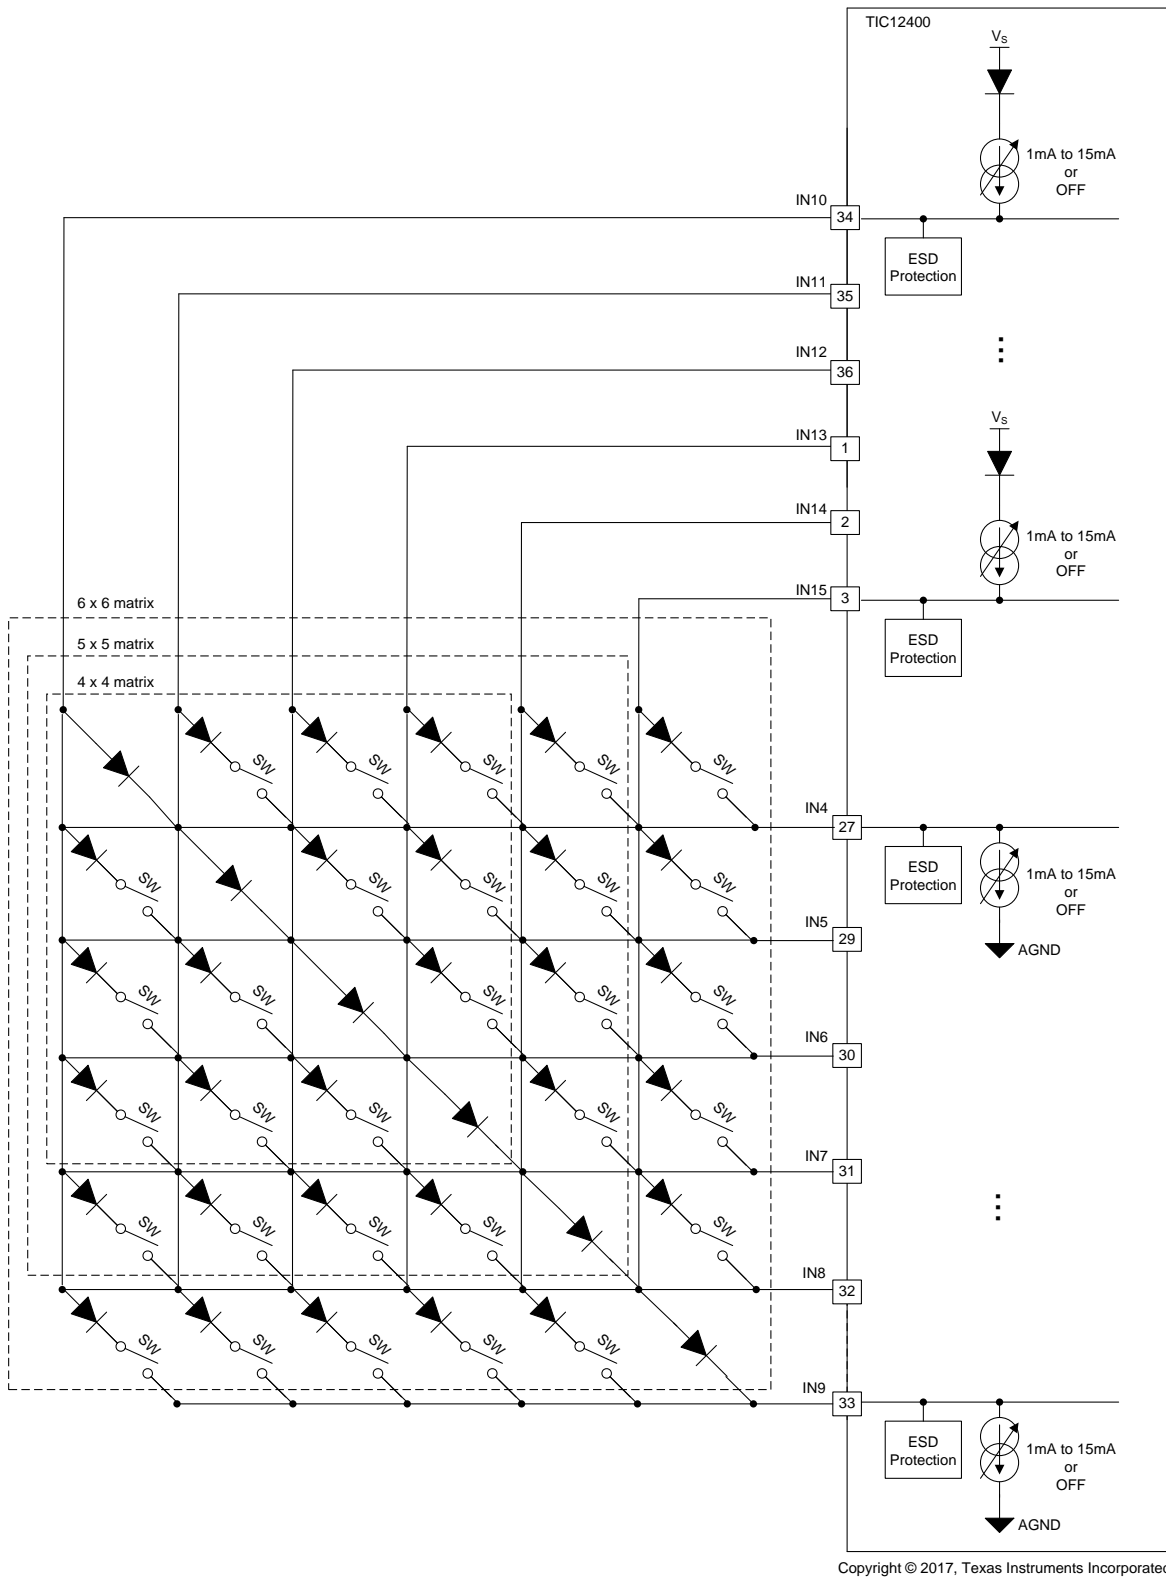 TIC12400
VS
1mA to 15mA
or
OFF
IN10
34
ESD
Protection
IN11
35
IN12
36
VS
IN13
1
IN14
2
1mA to 15mA
or
OFF
IN15
3
6 x 6 matrix
ESD
Protection
5 x 5 matrix
4 x 4 matrix
SW
SW
SW
SW
SW
IN4
27
ESD
Protection
1mA to 15mA
or
OFF
SW
SW
SW
SW
SW
IN5
29
AGND
SW
SW
SW
SW
SW
IN6
30
SW
SW
SW
SW
SW
IN7
31
SW
SW
SW
SW
SW
IN8
32
SW
SW
SW
SW
SW
IN9
33
ESD
Protection
1mA to 15mA
or
OFF
AGND
Copyright © 2017, Texas Instruments Incorporated